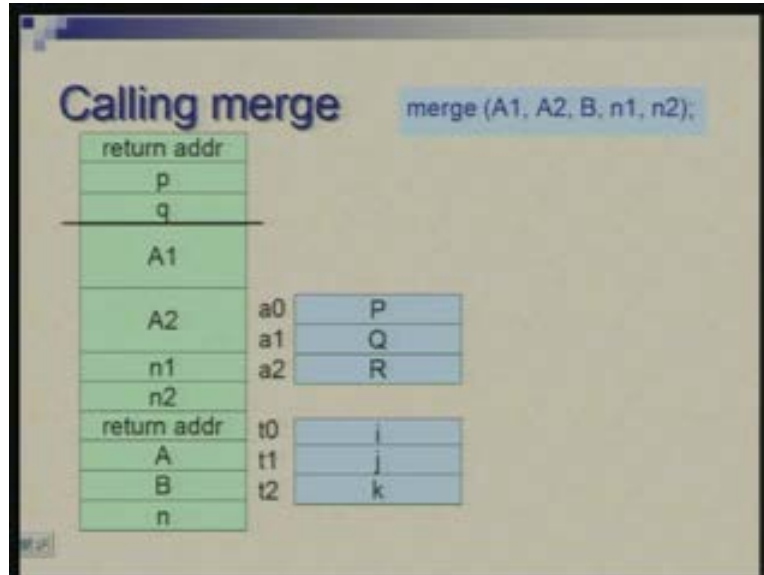 Calling merge
merge (A1, A2, B, n1, n2);
return addr
p
q
A1
A2
n1
n2
return addr
A
B
n
a0 P
a1 Q
a2 R
t0 i
t1 j
t2 k